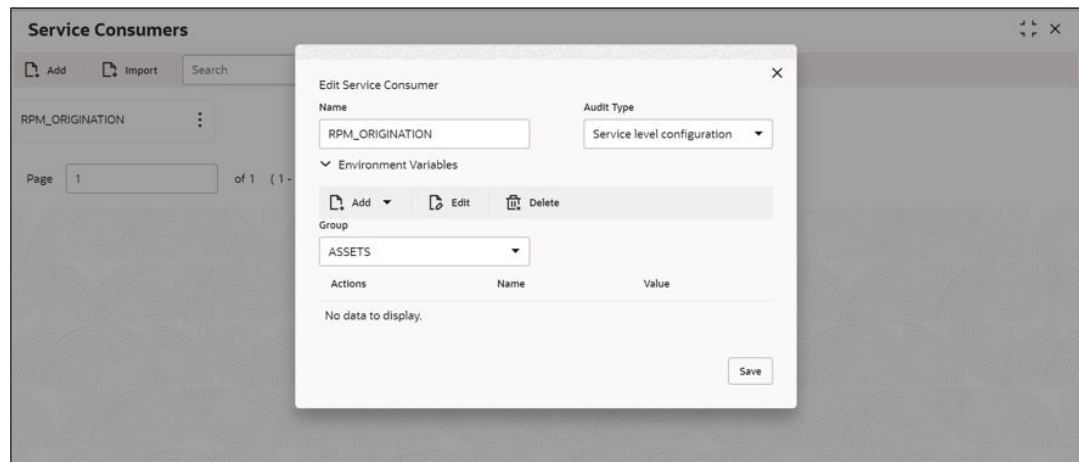 Service Consumers
Add Import Search
RPM_ORIGINATION
Page 1 of 1 (1-
Edit Service Consumer
Name Audit Type
RPM_ORIGINATION Service level configuration
Environment Variables
Add Edit Delete
Group
ASSETS
Actions Name Value
No data to display.
Save